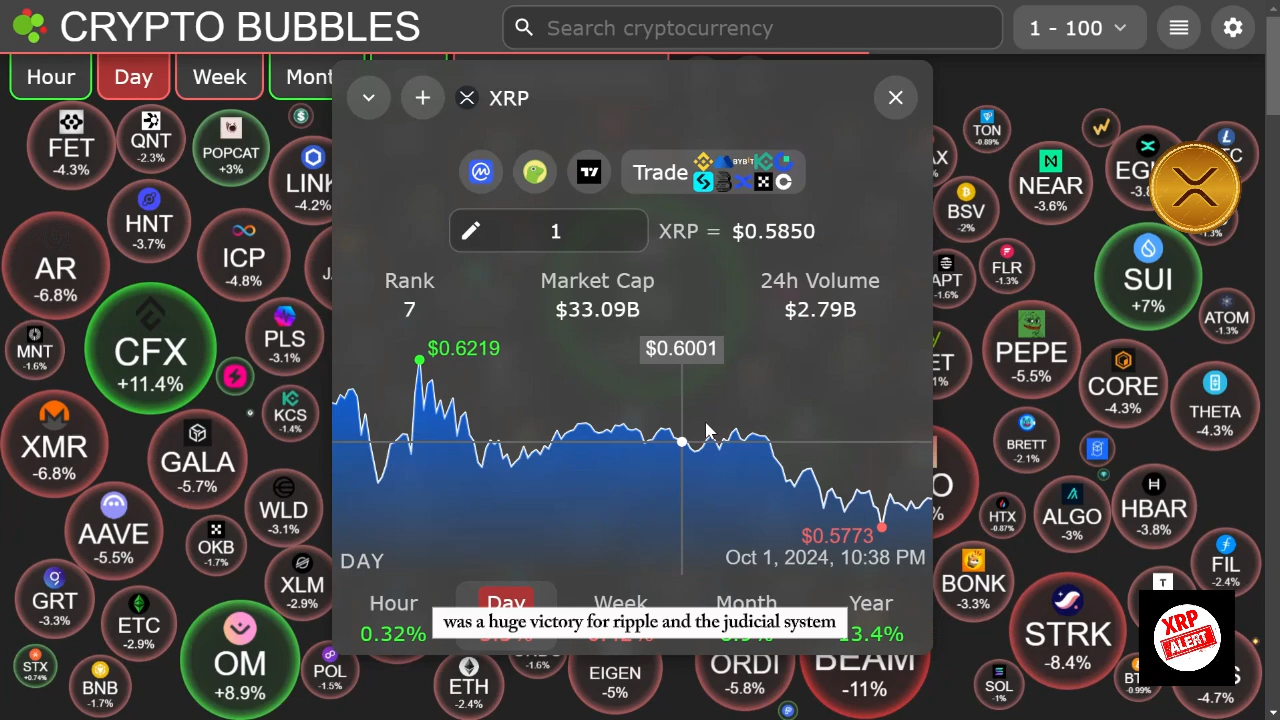 CRYPTO BUBBLES
Search cryptocurrency
1 - 100
Hour
Day
Week
XRP
Trade
BYBIT
1
XRP = $0.5850
Rank
Market Cap
24h Volume
7
$33.09B
$2.79B
$0.6219
$0.6001
$0.5773
DAY
Oct 1, 2024, 10:38 PM
Hour
Day
Week
Month
Year
0.32%
was a huge victory for ripple and the judicial system
FET
-4.3%
QNT
-2.3%
POPCAT
+3%
LINK
-4.2%
HNT
-3.7%
ICP
-4.8%
AR
-6.8%
CFX
+11.4%
PLS
-3.1%
MNT
-1.6%
KCS
-1.4%
XMR
-6.8%
GALA
-5.7%
WLD
-3.1%
AAVE
-5.5%
OKB
-1.7%
XLM
-2.9%
GRT
-3.3%
ETC
-2.9%
OM
+8.9%
POL
-1.5%
STX
+0.74%
BNB
-1.7%
ETH
-2.4%
-1.6%
EIGEN
-5%
ORDI
-5.8%
BEAM
-11%
TON
-0.89%
NEAR
-3.6%
BSV
-2%
FLR
-1.3%
APT
-1.6%
SUI
+7%
ATOM
-1.3%
PEPE
-5.5%
CORE
-4.3%
THETA
-4.3%
BRETT
-2.1%
HTX
-0.87%
ALGO
-3%
HBAR
-3.8%
FIL
-2.4%
BONK
-3.3%
STRK
-8.4%
SOL
-1%
-0.99%
-4.7%
XRP
ALERT